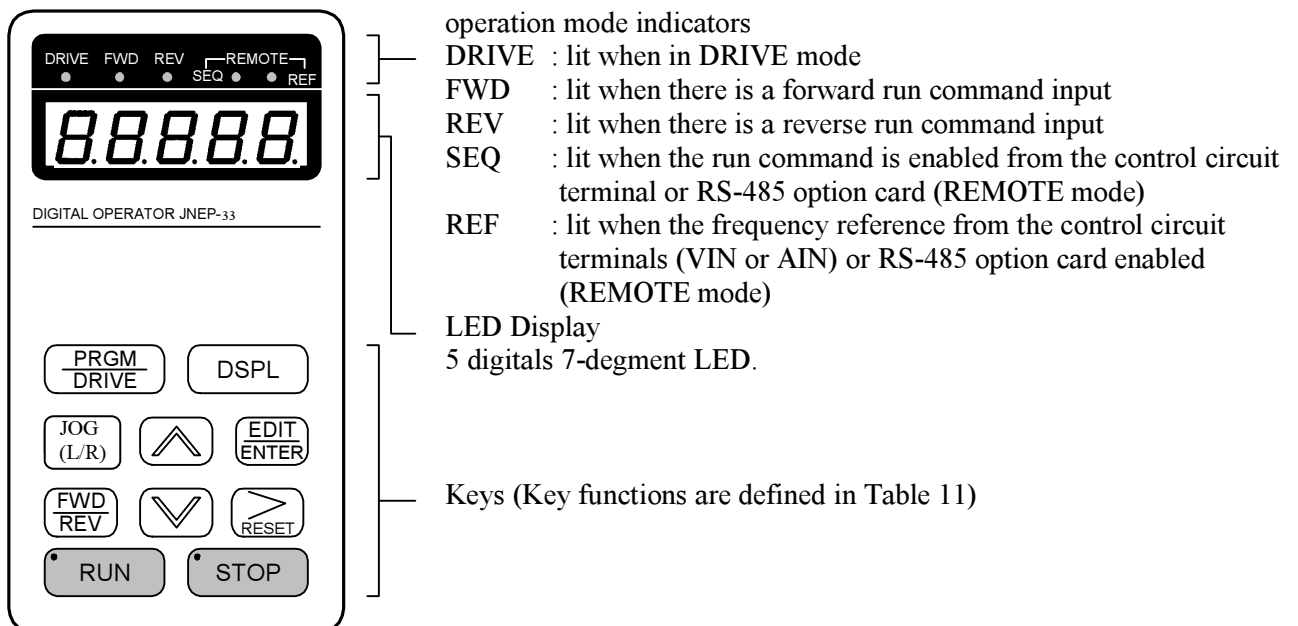 DRIVE FWD REV REMOTE
SEQ REF
8.8.8.8.8.
DIGITAL OPERATOR JNEP-33
PRGM
DRIVE
DSPL
JOG
(L/R)
EDIT
ENTER
FWD
REV
RESET
RUN
STOP
operation mode indicators
DRIVE : lit when in DRIVE mode
FWD : lit when there is a forward run command input
REV : lit when there is a reverse run command input
SEQ : lit when the run command is enabled from the control circuit
terminal or RS-485 option card (REMOTE mode)
REF : lit when the frequency reference from the control circuit
terminals (VIN or AIN) or RS-485 option card enabled
(REMOTE mode)
LED Display
5 digitals 7-degment LED.
Keys (Key functions are defined in Table 11)